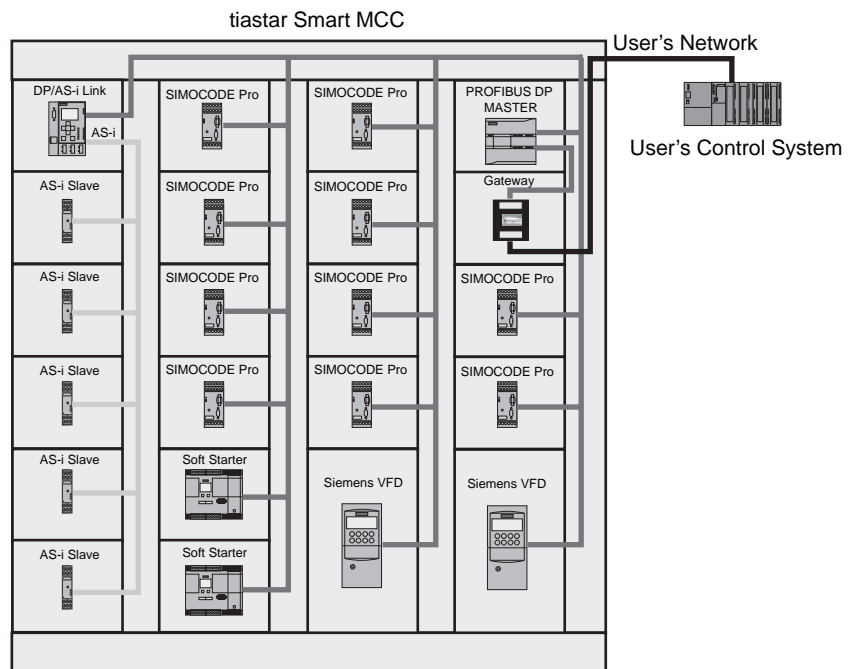 tiastar Smart MCC
User's Network
User's Control System
DP/AS-i Link
AS-i
AS-i Slave
AS-i Slave
AS-i Slave
AS-i Slave
AS-i Slave
SIMOCODE Pro
SIMOCODE Pro
SIMOCODE Pro
SIMOCODE Pro
Soft Starter
Soft Starter
SIMOCODE Pro
SIMOCODE Pro
SIMOCODE Pro
SIMOCODE Pro
Siemens VFD
PROFIBUS DP
MASTER
Gateway
SIMOCODE Pro
SIMOCODE Pro
Siemens VFD